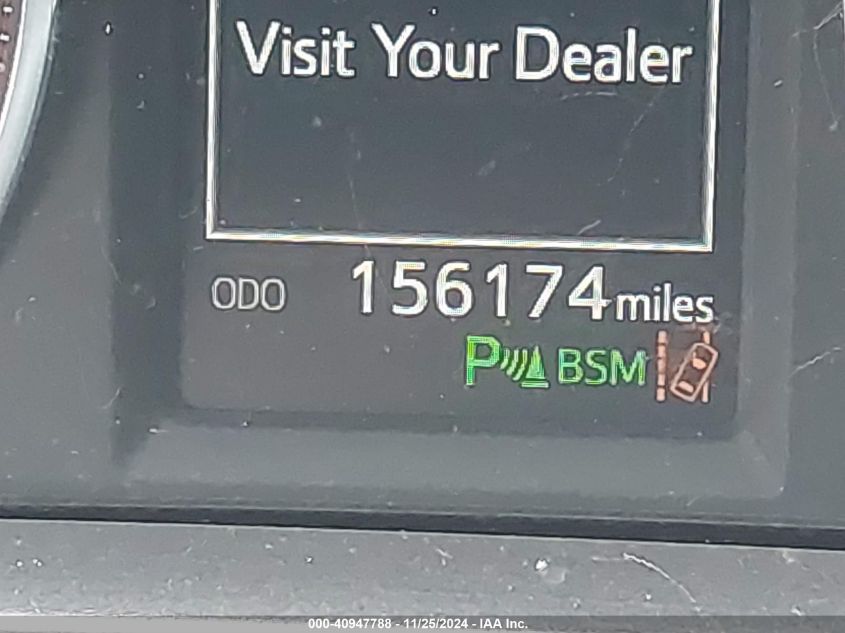 Visit Your Dealer
ODO 156174 miles
P BSM
000-40947788 - 11/25/2024 - IAA Inc.